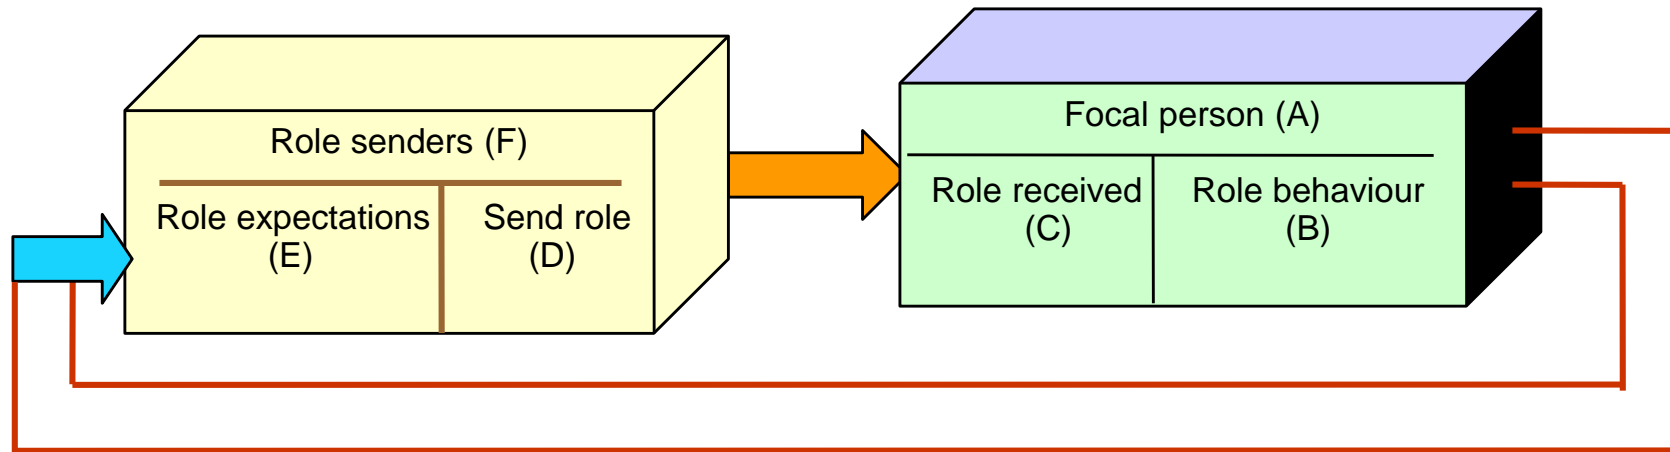 Role senders (F)
Role expectations
(E)
Send role
(D)
Focal person (A)
Role received
(C)
Role behaviour
(B)